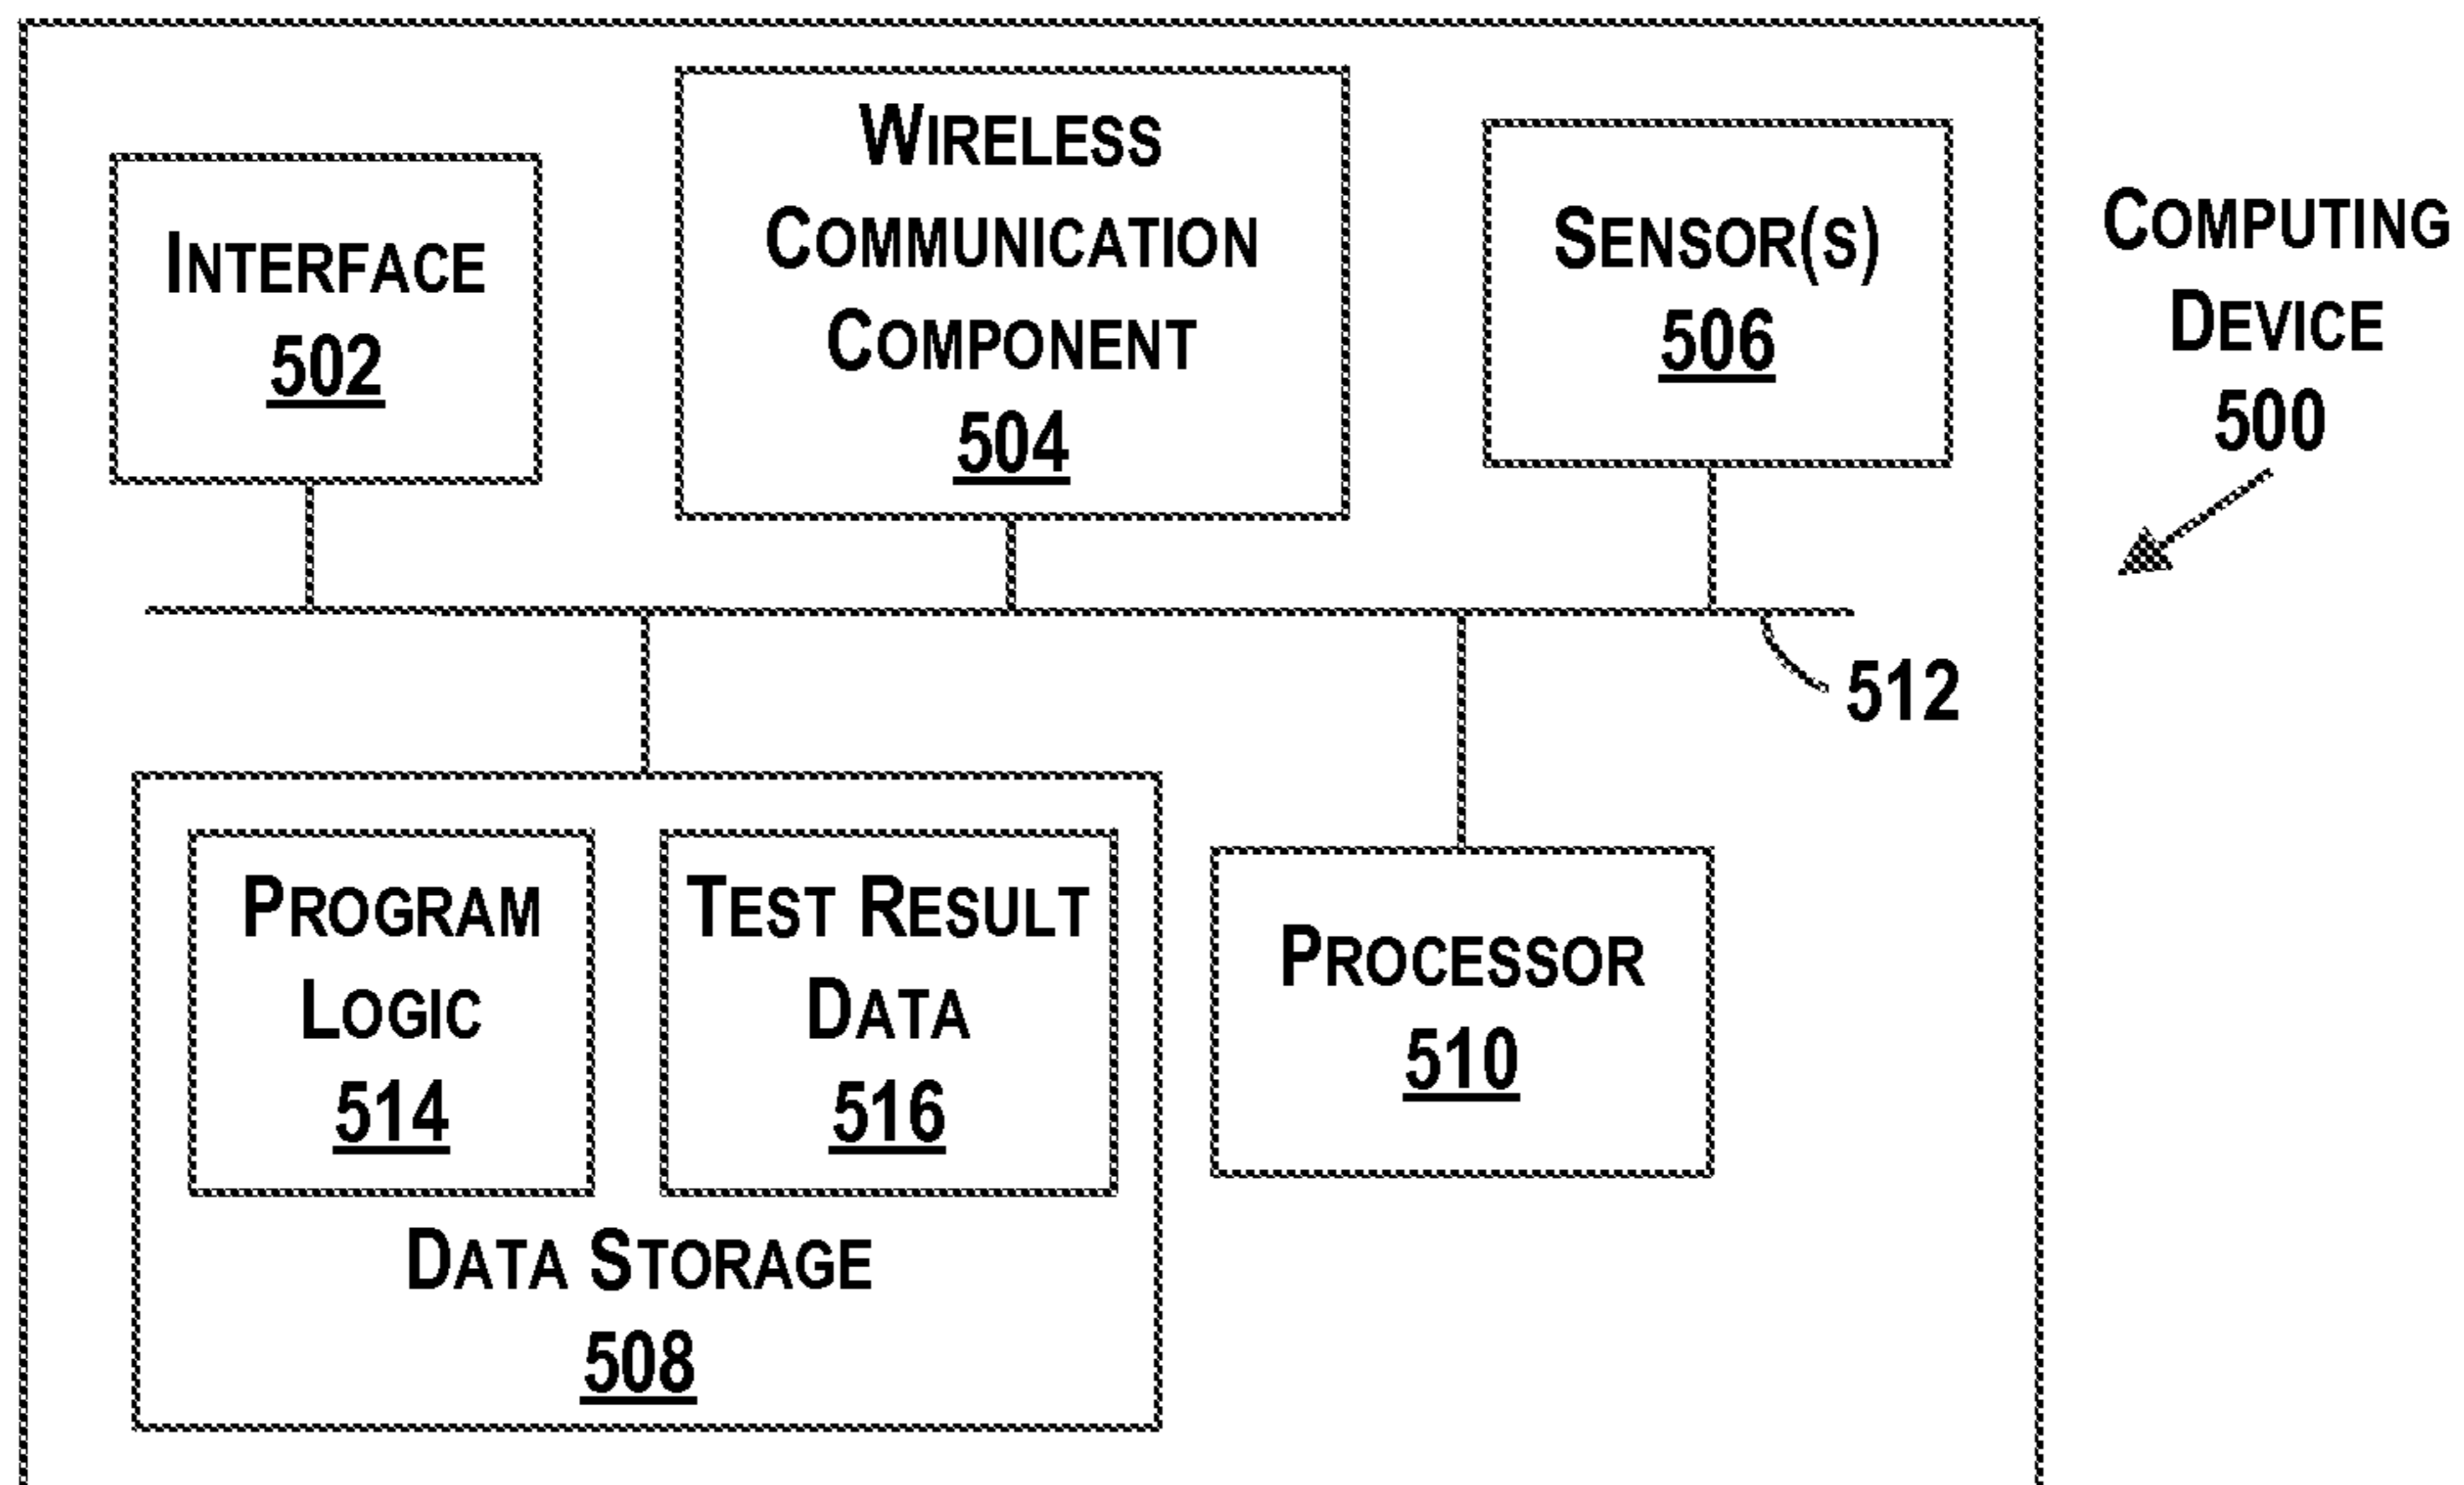 WIRELESS
COMMUNICATION
COMPONENT
504
INTERFACE
502
SENSOR(S)
506
COMPUTING
DEVICE
500
512
PROGRAM
LOGIC
514
TEST RESULT
DATA
516
DATA STORAGE
508
PROCESSOR
510